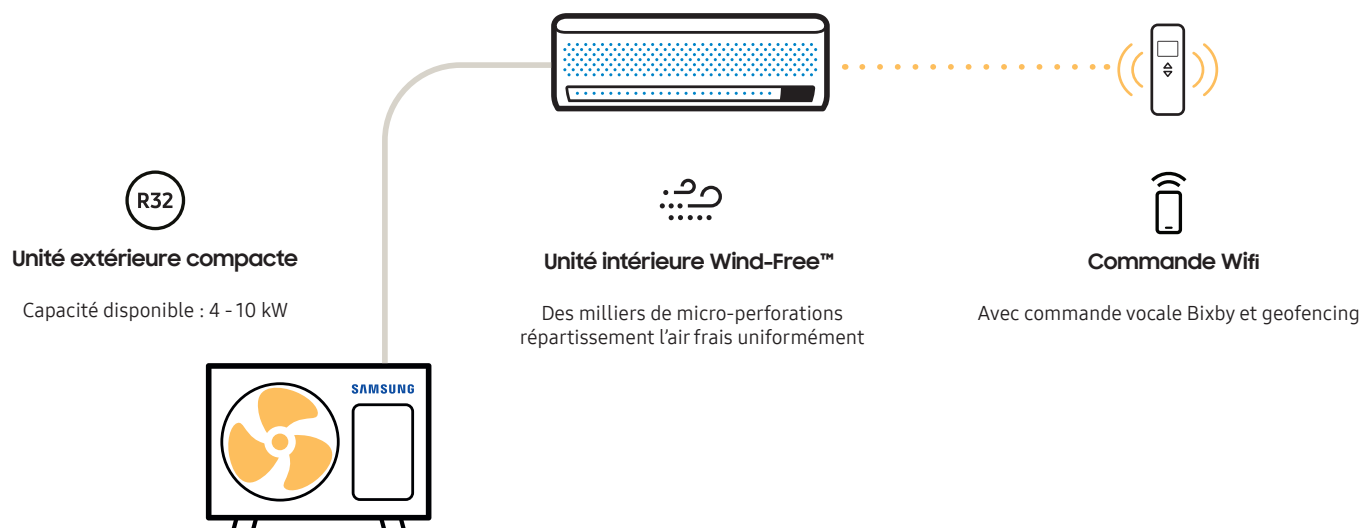 R32
Unité extérieure compacte
Capacité disponible : 4 - 10 kW
Unité intérieure Wind-Free™
Des milliers de micro-perforations
répartissement l’air frais uniformément
Commande Wifi
Avec commande vocale Bixby et geofencing
SAMSUNG